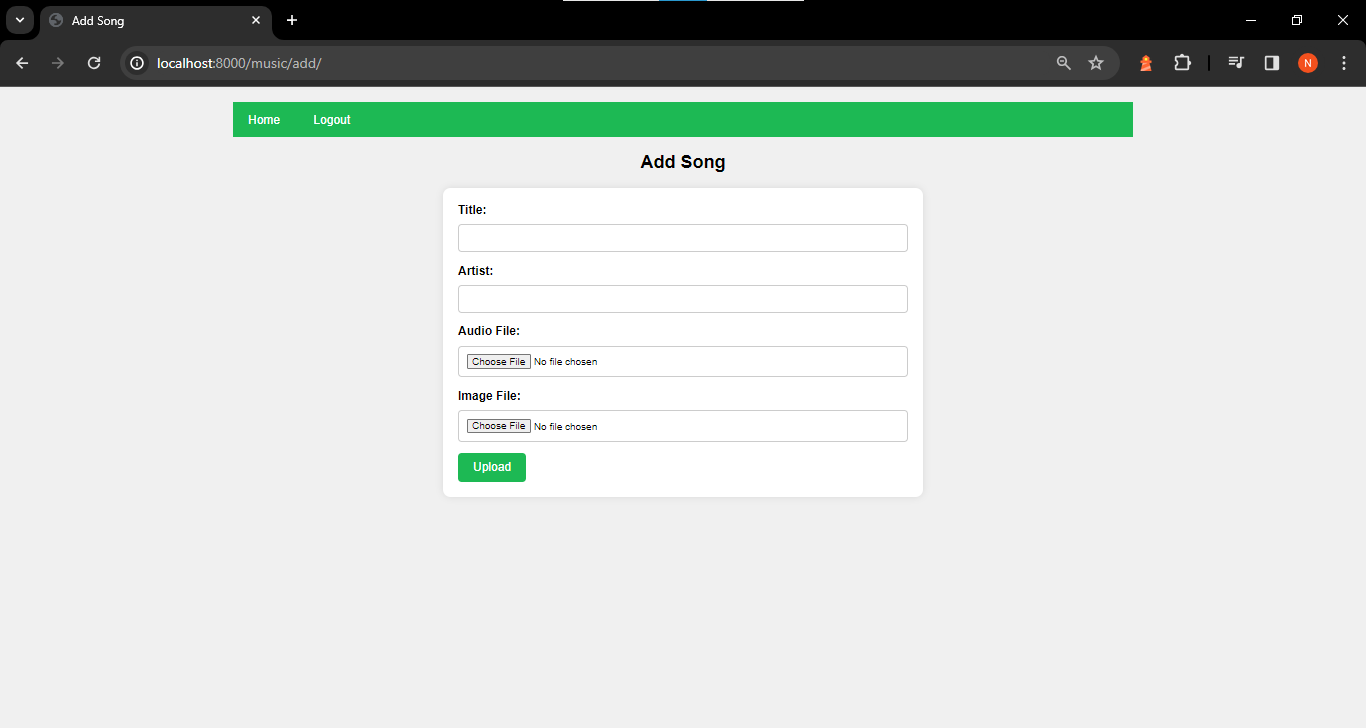 Add Song
localhost:8000/music/add/
N
Home Logout
Add Song
Title:
Artist:
Audio File:
Choose File No file chosen
Image File:
Choose File No file chosen
Upload